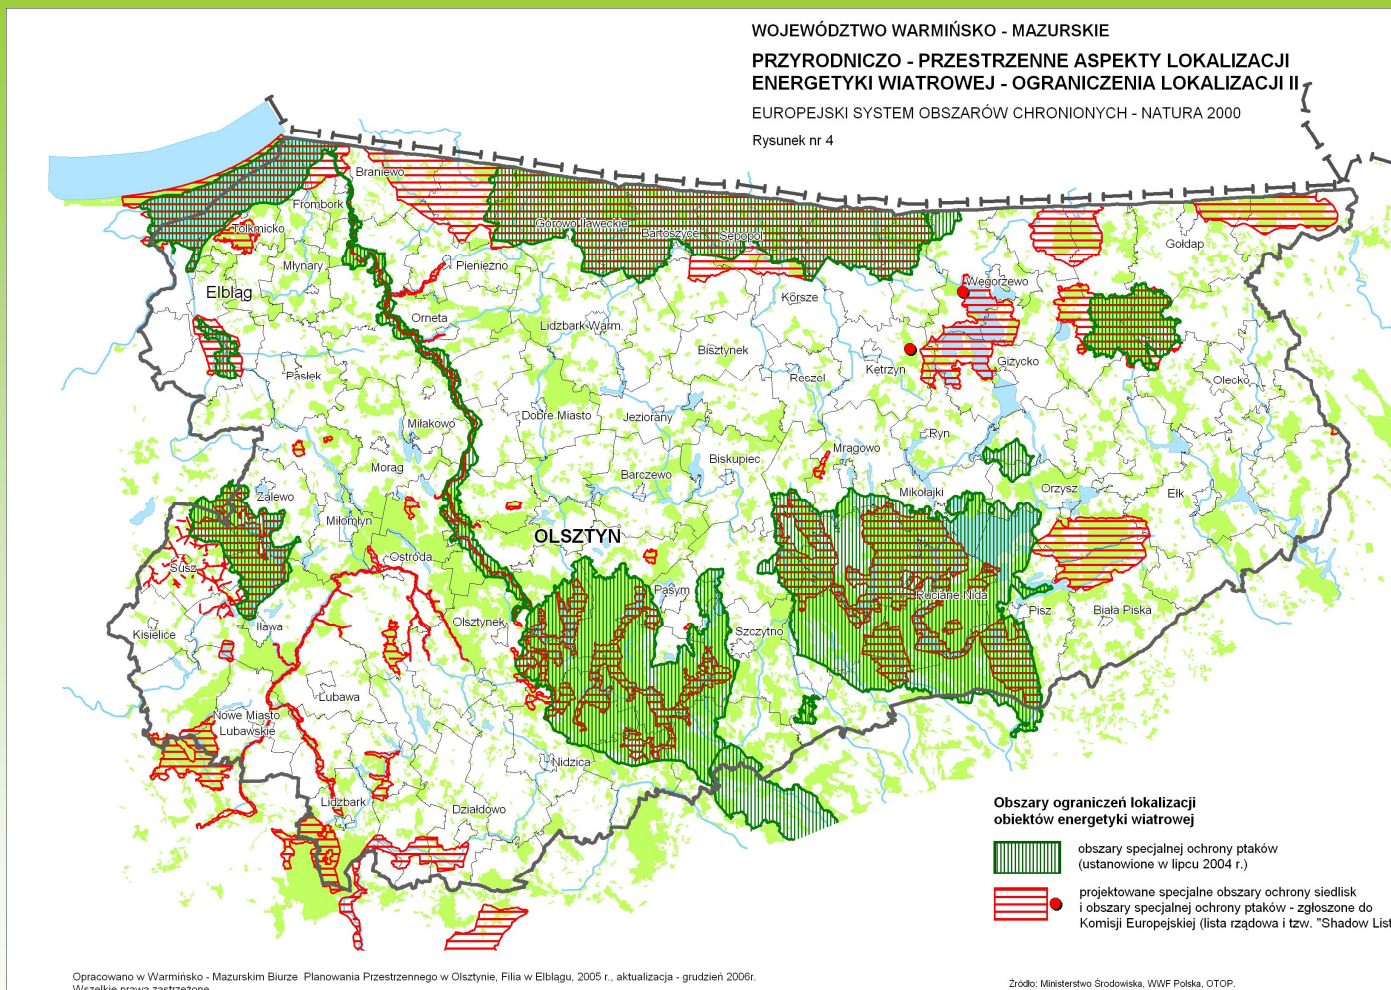 WOJEWÓDZTWO WARMIŃSKO - MAZURSKIE
PRZYRODNICZO - PRZESTRZENNE ASPEKTY LOKALIZACJI
ENERGETYKI WIATROWEJ - OGRANICZENIA LOKALIZACJI II
EUROPEJSKI SYSTEM OBSZARÓW CHRONIONYCH - NATURA 2000
Rysunek nr 4
Braniewo
Frombork
Tolkmicko
Górowo Iławeckie
Bartoszyce
Sępopol
Gołdap
Młynary
Pieniężno
Węgorzewo
Elbląg
Korsze
Orneta
Lidzbark Warm.
Bisztynek
Giżycko
Pasłęk
Reszel
Kętrzyn
Olecko
Dobre Miasto
Jeziorany
Miłakowo
Ryn
Mrągowo
Biskupiec
Morąg
Barczewo
Zalewo
Mikołajki
Orzysz
Ełk
Miłomłyn
OLSZTYN
Ostróda
Susz
Pasym
Ruciane-Nida
Pisz
Biała Piska
Olsztynek
Szczytno
Iława
Kisielice
Lubawa
Nowe Miasto
Lubawskie
Nidzica
Lidzbark
Działdowo
Obszary ograniczeń lokalizacji
obiektów energetyki wiatrowej
obszary specjalnej ochrony ptaków
(ustanowione w lipcu 2004 r.)
projektowane specjalne obszary ochrony siedlisk
i obszary specjalnej ochrony ptaków - zgłoszone do
Komisji Europejskiej (lista rządowa i tzw. "Shadow List
Opracowano w Warmińsko - Mazurskim Biurze Planowania Przestrzennego w Olsztynie, Filia w Elblągu, 2005 r., aktualizacja - grudzień 2006r.
Wszelkie prawa zastrzeżone
Źródło: Ministerstwo Środowiska, WWF Polska, OTOP.